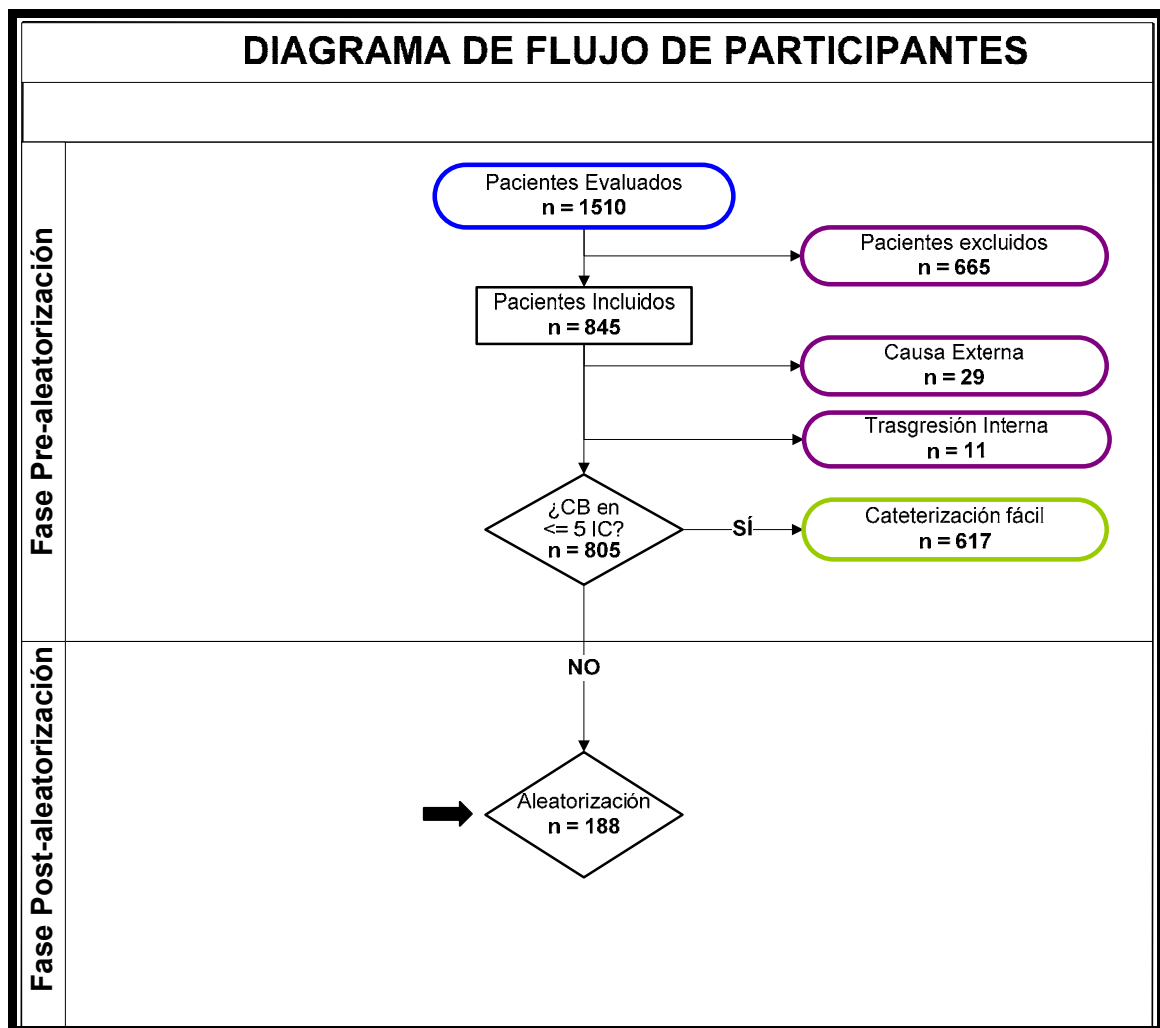 DIAGRAMA DE FLUJO DE PARTICIPANTES
Fase Pre-aleatorización
Pacientes Evaluados
n = 1510
Pacientes excluidos
n = 665
Pacientes Incluidos
n = 845
Causa Externa
n = 29
Trasgresión Interna
n = 11
¿CB en
<= 5 IC?
n = 805
SÍ
Cateterización fácil
n = 617
NO
Fase Post-aleatorización
Aleatorización
n = 188